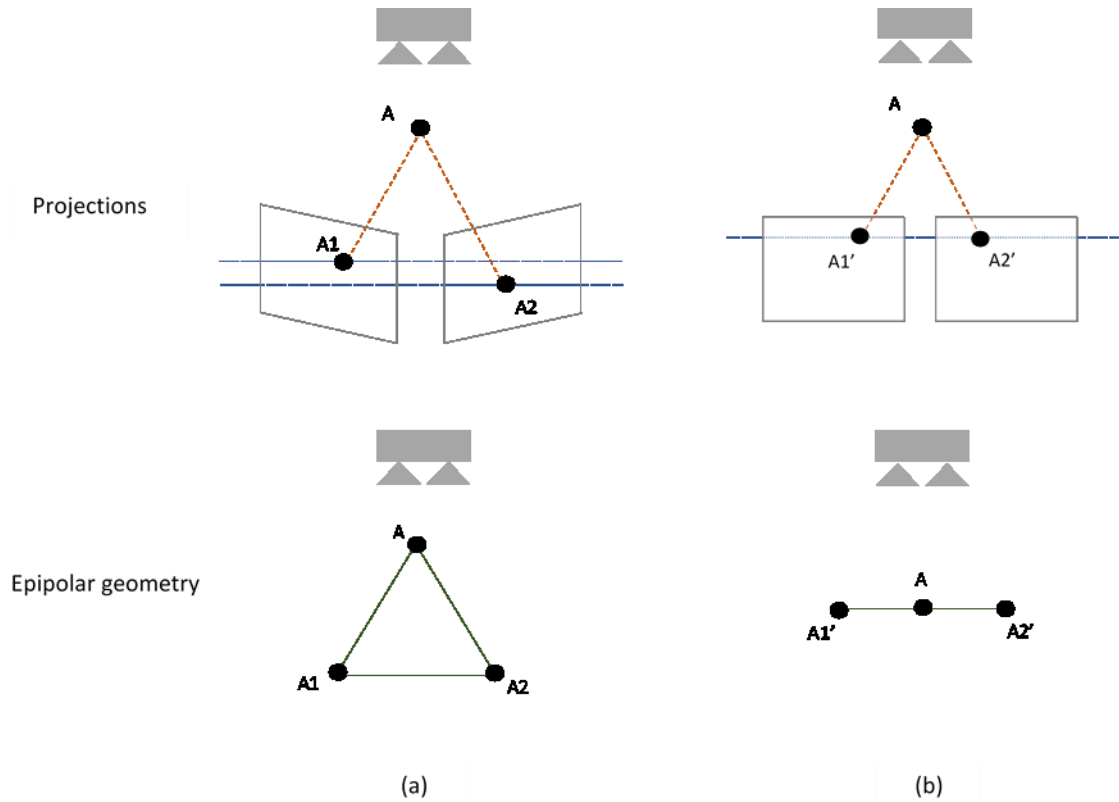 A
A
Projections
A1
A2
A1’
A2’
A
A
Epipolar geometry
A1’
A2’
A1
A2
(a)
(b)